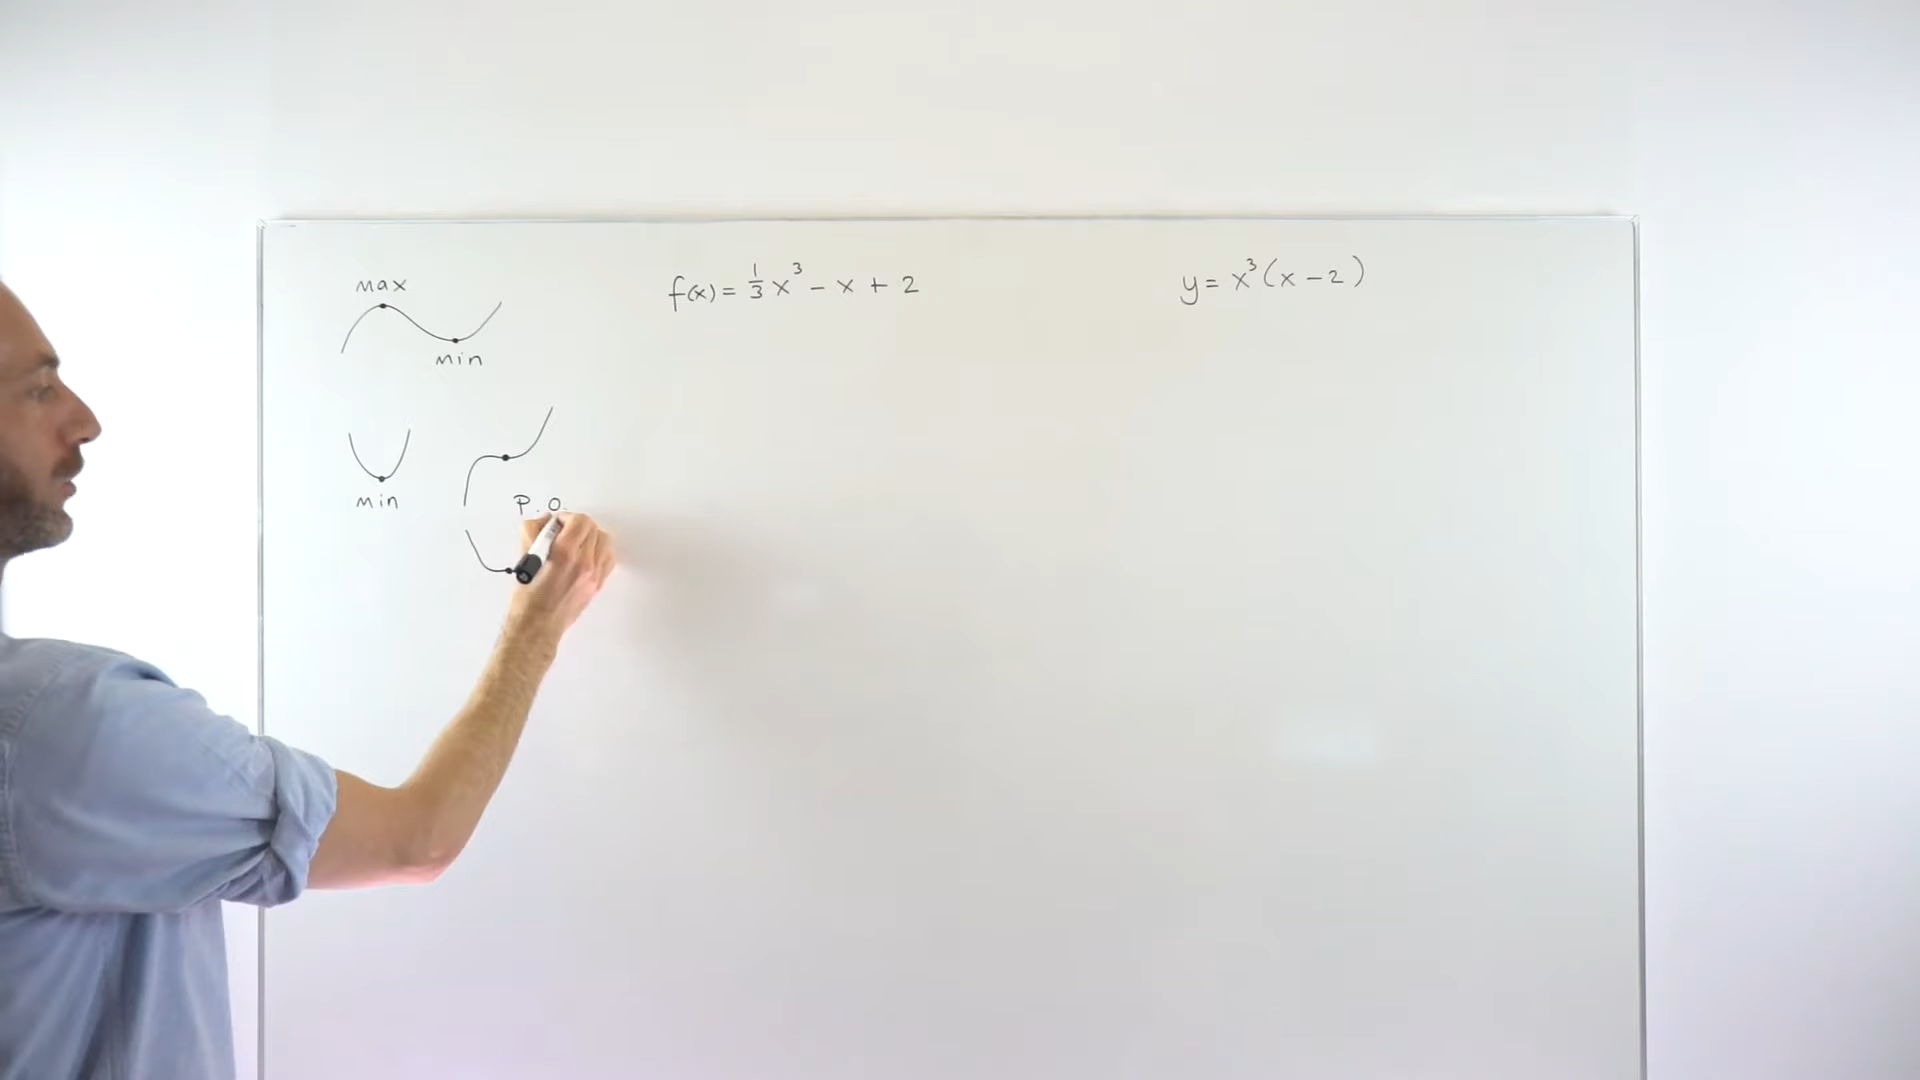 max
min
f(x) = 1/3 x³ - x + 2
y = x³(x - 2)
min
P.O.